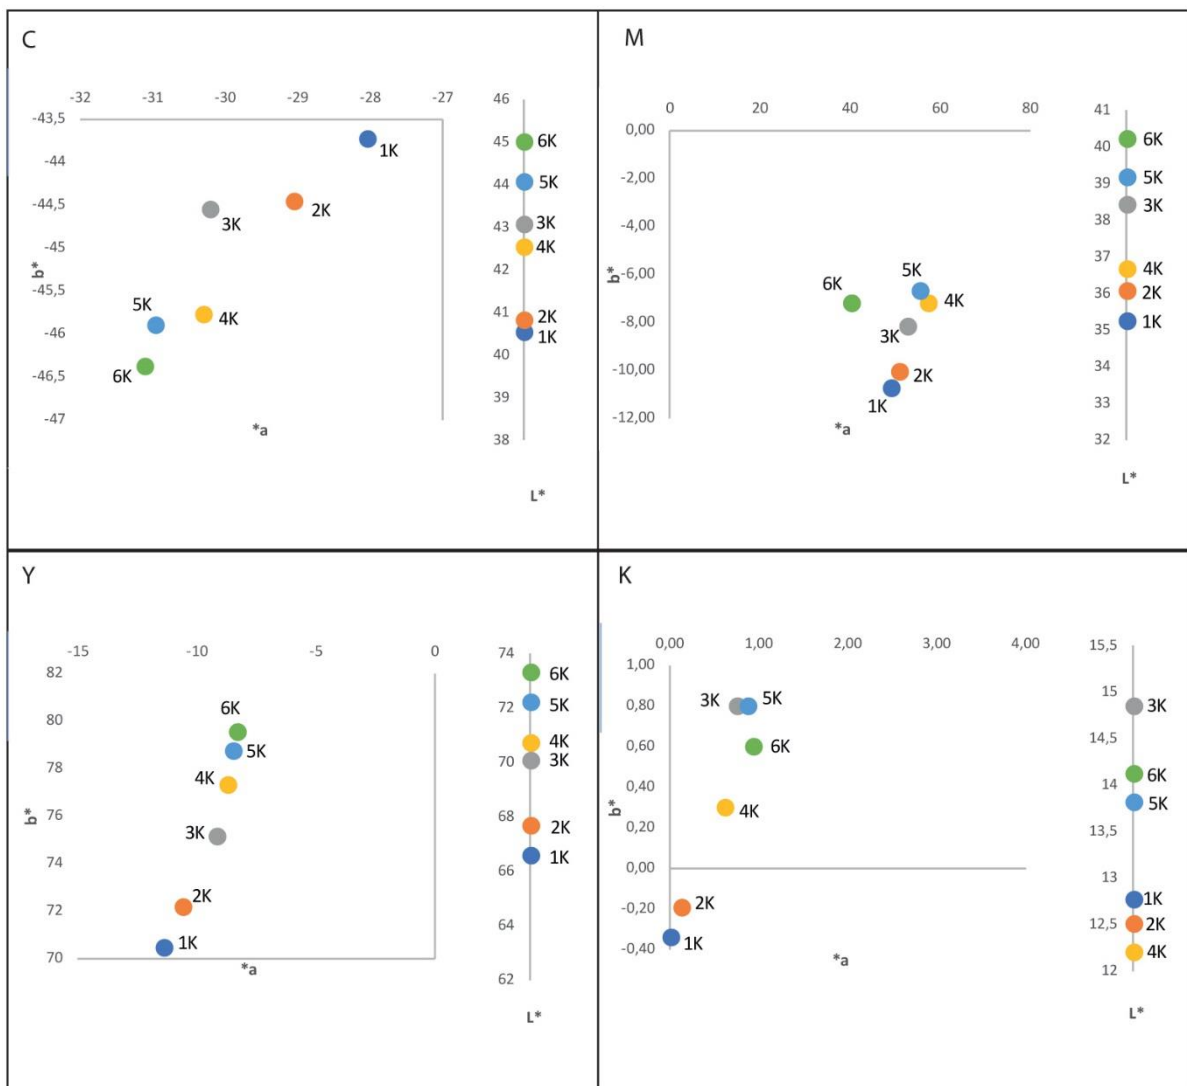 C
-32 -31 -30 -29 -28 -27
-43,5
-44
-44,5
-45
-45,5
-46
-46,5
-47
b*
1K
2K
3K
5K
4K
6K
*a
46
45
44
43
42
41
40
39
38
6K
5K
3K
4K
2K
1K
L*
M
0 20 40 60 80
0,00
-2,00
-4,00
-6,00
-8,00
-10,00
-12,00
b*
5K
6K
4K
3K
2K
1K
*a
41
40
39
38
37
36
35
34
33
32
6K
5K
3K
4K
2K
1K
L*
Y
-15 -10 -5 0
82
80
78
76
74
72
70
b*
6K
5K
4K
3K
2K
1K
*a
74
72
70
68
66
64
62
6K
5K
4K
3K
2K
1K
L*
K
0,00 1,00 2,00 3,00 4,00
1,00
0,80
0,60
0,40
0,20
0,00
-0,20
-0,40
b*
3K 5K
6K
4K
2K
1K
*a
15,5
15
14,5
14
13,5
13
12,5
12
3K
6K
5K
1K
2K
4K
L*